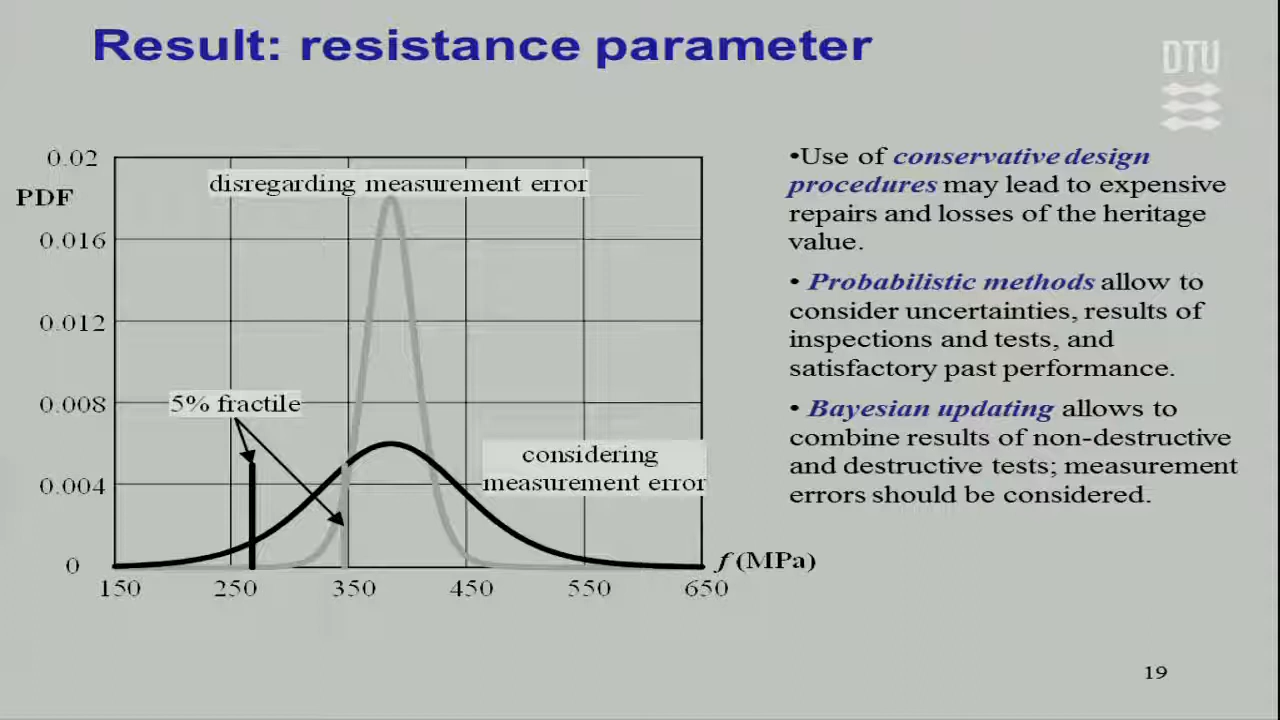 Result: resistance parameter
DTU
0.02
PDF
0.016
0.012
0.008
0.004
0
150
250
350
450
550
650
f (MPa)
disregarding measurement error
5% fractile
considering
measurement error
•Use of conservative design
procedures may lead to expensive
repairs and losses of the heritage
value.
• Probabilistic methods allow to
consider uncertainties, results of
inspections and tests, and
satisfactory past performance.
• Bayesian updating allows to
combine results of non-destructive
and destructive tests; measurement
errors should be considered.
19